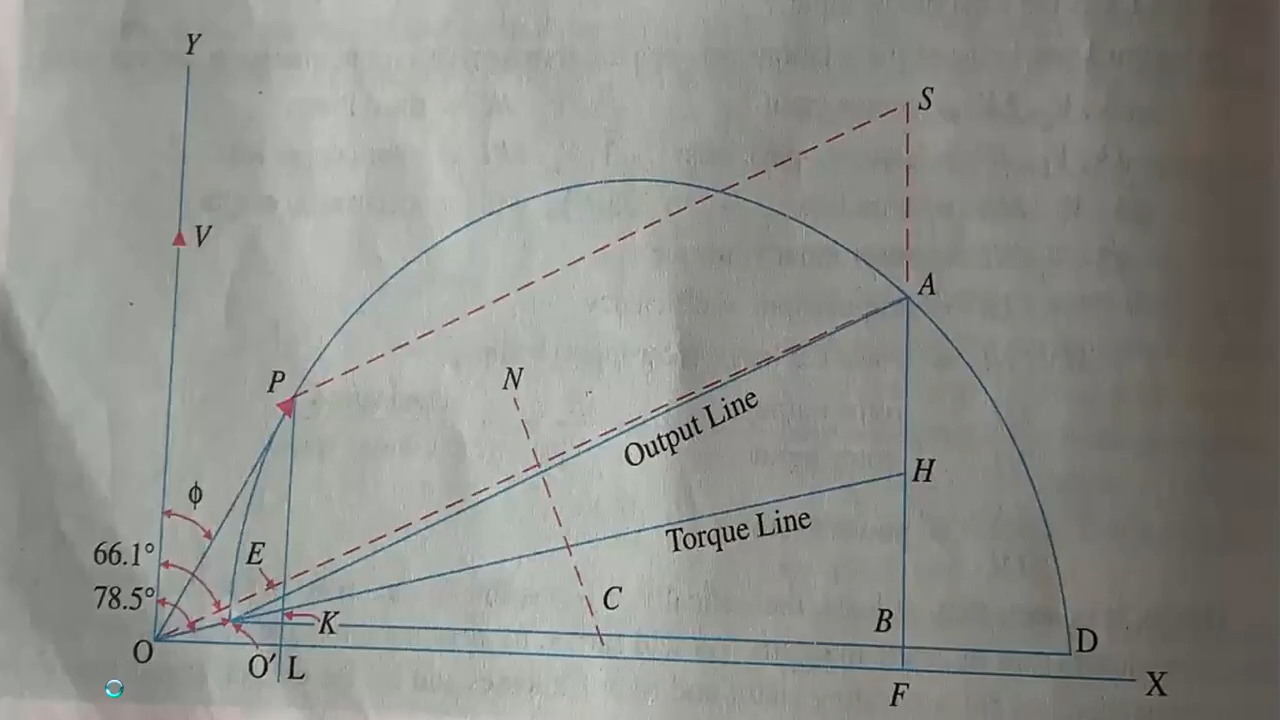 Y
S
V
A
P
N
Output Line
H
ϕ
Torque Line
66.1°
E
78.5°
C
K
B
O
O′
L
D
F
X